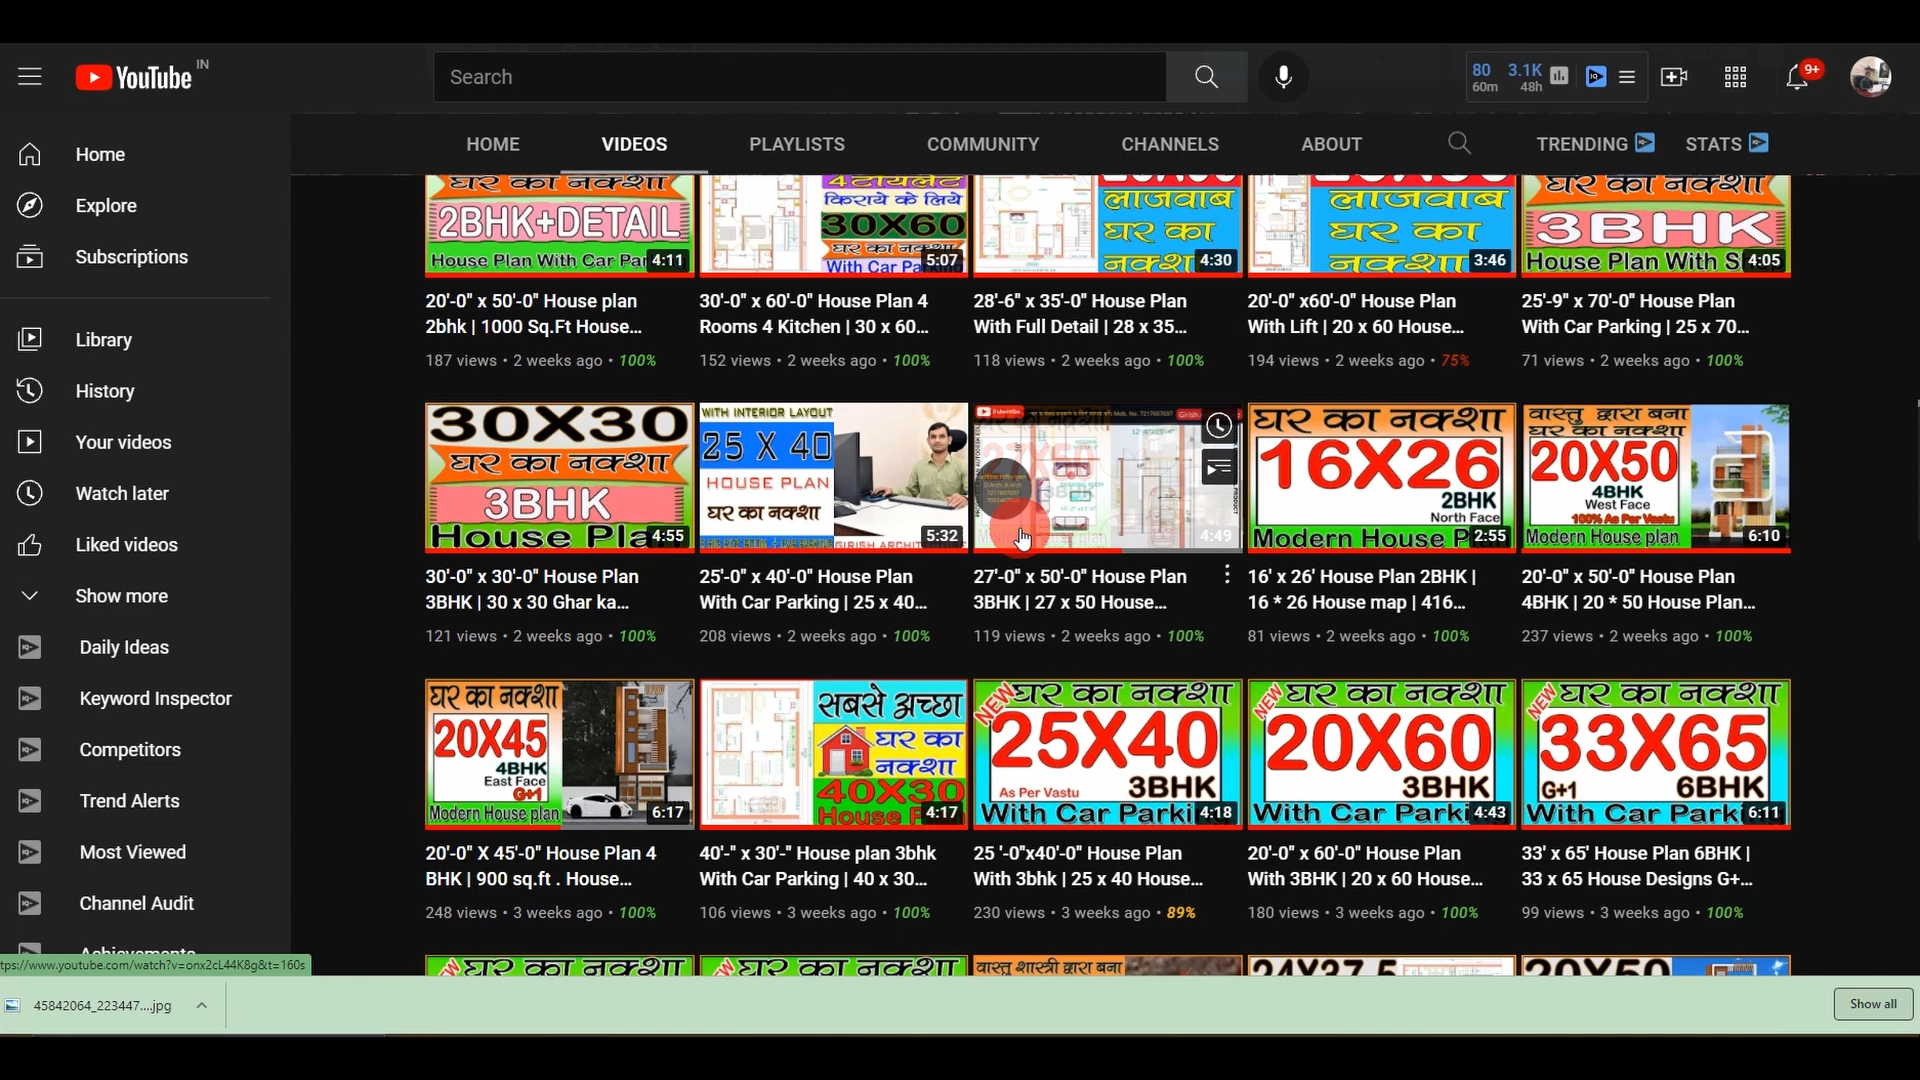 YouTube IN
Search
80 3.1K
60m 48h
9+
HOME VIDEOS PLAYLISTS COMMUNITY CHANNELS ABOUT TRENDING STATS
Home
Explore
Subscriptions
Library
History
Your videos
Watch later
Liked videos
Show more
Daily Ideas
Keyword Inspector
Competitors
Trend Alerts
Most Viewed
Channel Audit
घर का नक्शा
2BHK+DETAIL
House Plan With Car Par
4:11
20'-0" x 50'-0" House plan
2bhk | 1000 Sq.Ft House...
187 views • 2 weeks ago • 100%
4 टायलेट
किराये के लिये
30X60
घर का नक्शा
With Car Parking
5:07
30'-0" x 60'-0" House Plan 4
Rooms 4 Kitchen | 30 x 60...
152 views • 2 weeks ago • 100%
लाजवाब
घर का
नक्शा
4:30
28'-6" x 35'-0" House Plan
With Full Detail | 28 x 35...
118 views • 2 weeks ago • 100%
लाजवाब
घर का
नक्शा
3:46
20'-0" x60'-0" House Plan
With Lift | 20 x 60 House...
194 views • 2 weeks ago • 75%
घर का नक्शा
3BHK
House Plan With S
4:05
25'-9" x 70'-0" House Plan
With Car Parking | 25 x 70...
71 views • 2 weeks ago • 100%
30X30
घर का नक्शा
3BHK
House Pla
4:55
30'-0" x 30'-0" House Plan
3BHK | 30 x 30 Ghar ka...
121 views • 2 weeks ago • 100%
WITH INTERIOR LAYOUT
25 X 40
HOUSE PLAN
घर का नक्शा
5:32
25'-0" x 40'-0" House Plan
With Car Parking | 25 x 40...
208 views • 2 weeks ago • 100%
4:49
27'-0" x 50'-0" House Plan
3BHK | 27 x 50 House...
119 views • 2 weeks ago • 100%
घर का नक्शा
16X26
2BHK
North Face
Modern House P
2:55
16' x 26' House Plan 2BHK |
16 * 26 House map | 416...
81 views • 2 weeks ago • 100%
वास्तु द्वारा बना
घर का नक्शा
20X50
4BHK
West Face
100% As Per Vastu
Modern House plan
6:10
20'-0" x 50'-0" House Plan
4BHK | 20 * 50 House Plan...
237 views • 2 weeks ago • 100%
घर का नक्शा
20X45
4BHK
East Face
G+1
Modern House plan
6:17
20'-0" X 45'-0" House Plan 4
BHK | 900 sq.ft . House...
248 views • 3 weeks ago • 100%
सबसे अच्छा
घर का
नक्शा
40X30
House P
4:17
40'-" x 30'-" House plan 3bhk
With Car Parking | 40 x 30...
106 views • 3 weeks ago • 100%
NEW घर का नक्शा
25X40
As Per Vastu 3BHK
With Car Parki
4:18
25 '-0"x40'-0" House Plan
With 3bhk | 25 x 40 House...
230 views • 3 weeks ago • 89%
NEW घर का नक्शा
20X60
3BHK
With Car Parki
4:43
20'-0" x 60'-0" House Plan
With 3BHK | 20 x 60 House...
180 views • 3 weeks ago • 100%
NEW घर का नक्शा
33X65
G+1 6BHK
With Car Parki
6:11
33' x 65' House Plan 6BHK |
33 x 65 House Designs G+...
99 views • 3 weeks ago • 100%
घर का नक्शा
घर का नक्शा
वास्तु शास्त्री द्वारा बना
24X37.5
20X50
tps://www.youtube.com/watch?v=onx2cL44K8g&t=160s
45842064_223447....jpg
Show all